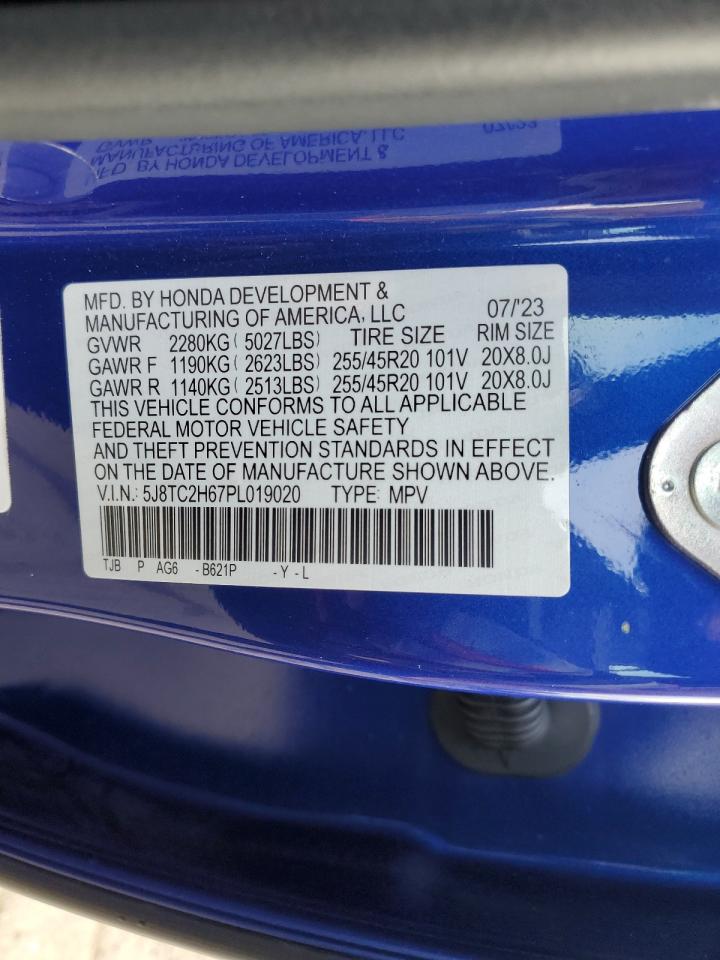 MFD. BY HONDA DEVELOPMENT &
MANUFACTURING OF AMERICA, LLC 07/'23
GVWR 2280KG ( 5027LBS) TIRE SIZE RIM SIZE
GAWR F 1190KG ( 2623LBS) 255/45R20 101V 20X8.0J
GAWR R 1140KG ( 2513LBS) 255/45R20 101V 20X8.0J
THIS VEHICLE CONFORMS TO ALL APPLICABLE
FEDERAL MOTOR VEHICLE SAFETY
AND THEFT PREVENTION STANDARDS IN EFFECT
ON THE DATE OF MANUFACTURE SHOWN ABOVE.
V.I.N.: 5J8TC2H67PL019020 TYPE: MPV
TJB P AG6 - B621P - Y - L